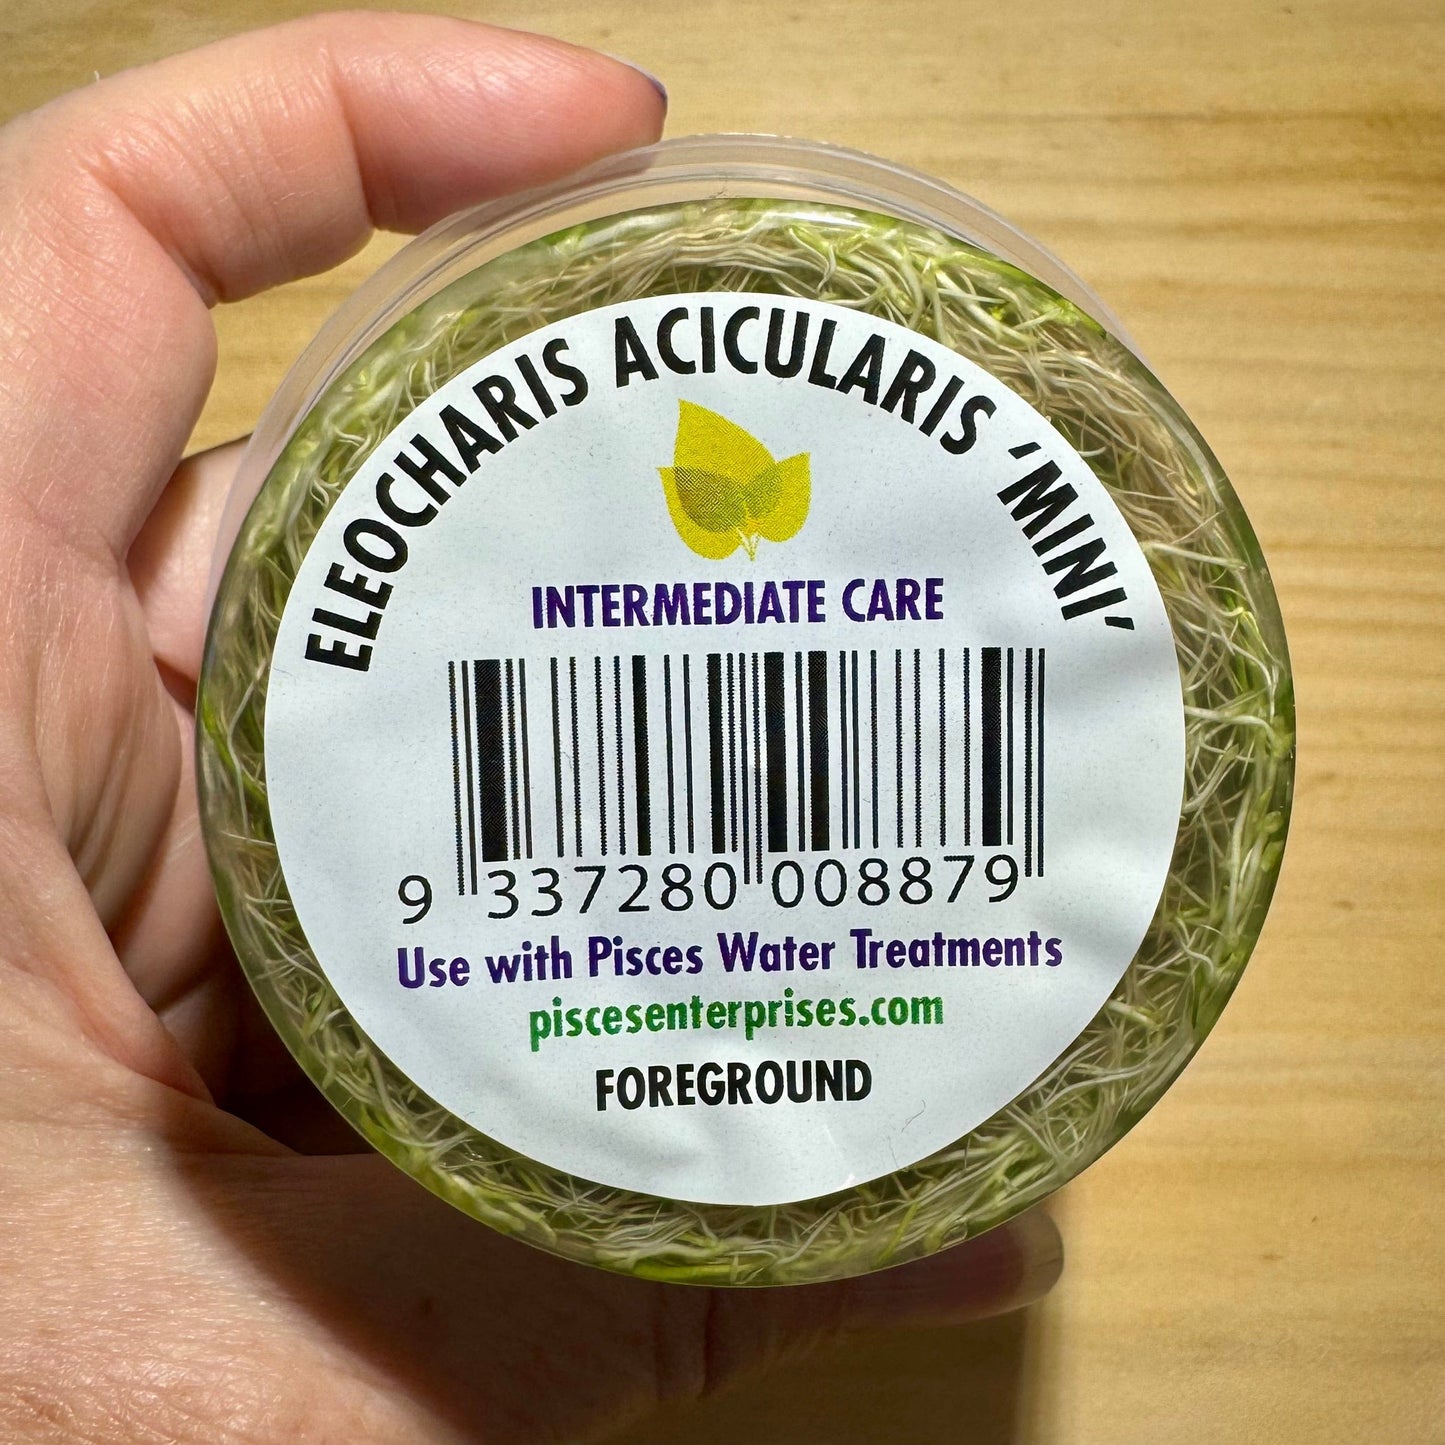 ELEOCHARIS ACICULARIS 'MINI'
INTERMEDIATE CARE
9 337280 008879
Use with Pisces Water Treatments
piscesenterprises.com
FOREGROUND